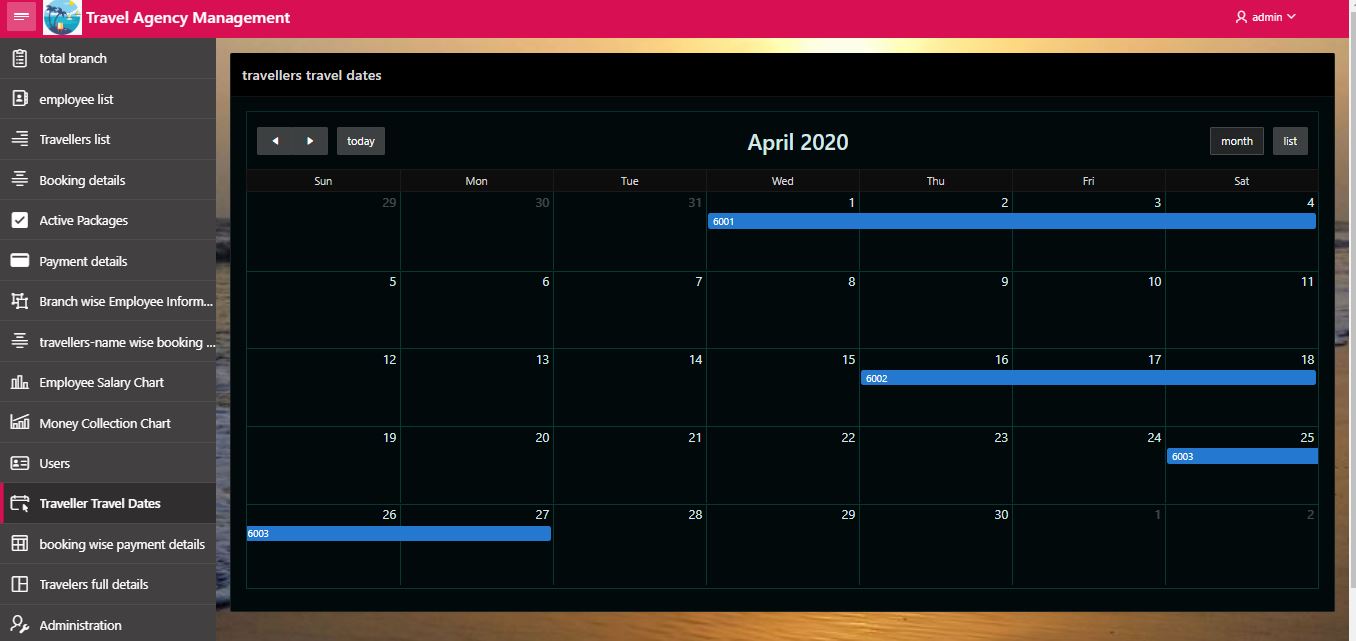 Travel Agency Management
admin
total branch
employee list
Travellers list
Booking details
Active Packages
Payment details
Branch wise Employee Inform...
travellers-name wise booking ...
Employee Salary Chart
Money Collection Chart
Users
Traveller Travel Dates
booking wise payment details
Travelers full details
Administration
travellers travel dates
today
April 2020
month list
Sun Mon Tue Wed Thu Fri Sat
29 30 31 1 2 3 4
6001
5 6 7 8 9 10 11
12 13 14 15 16 17 18
6002
19 20 21 22 23 24 25
6003
26 27 28 29 30 1 2
6003